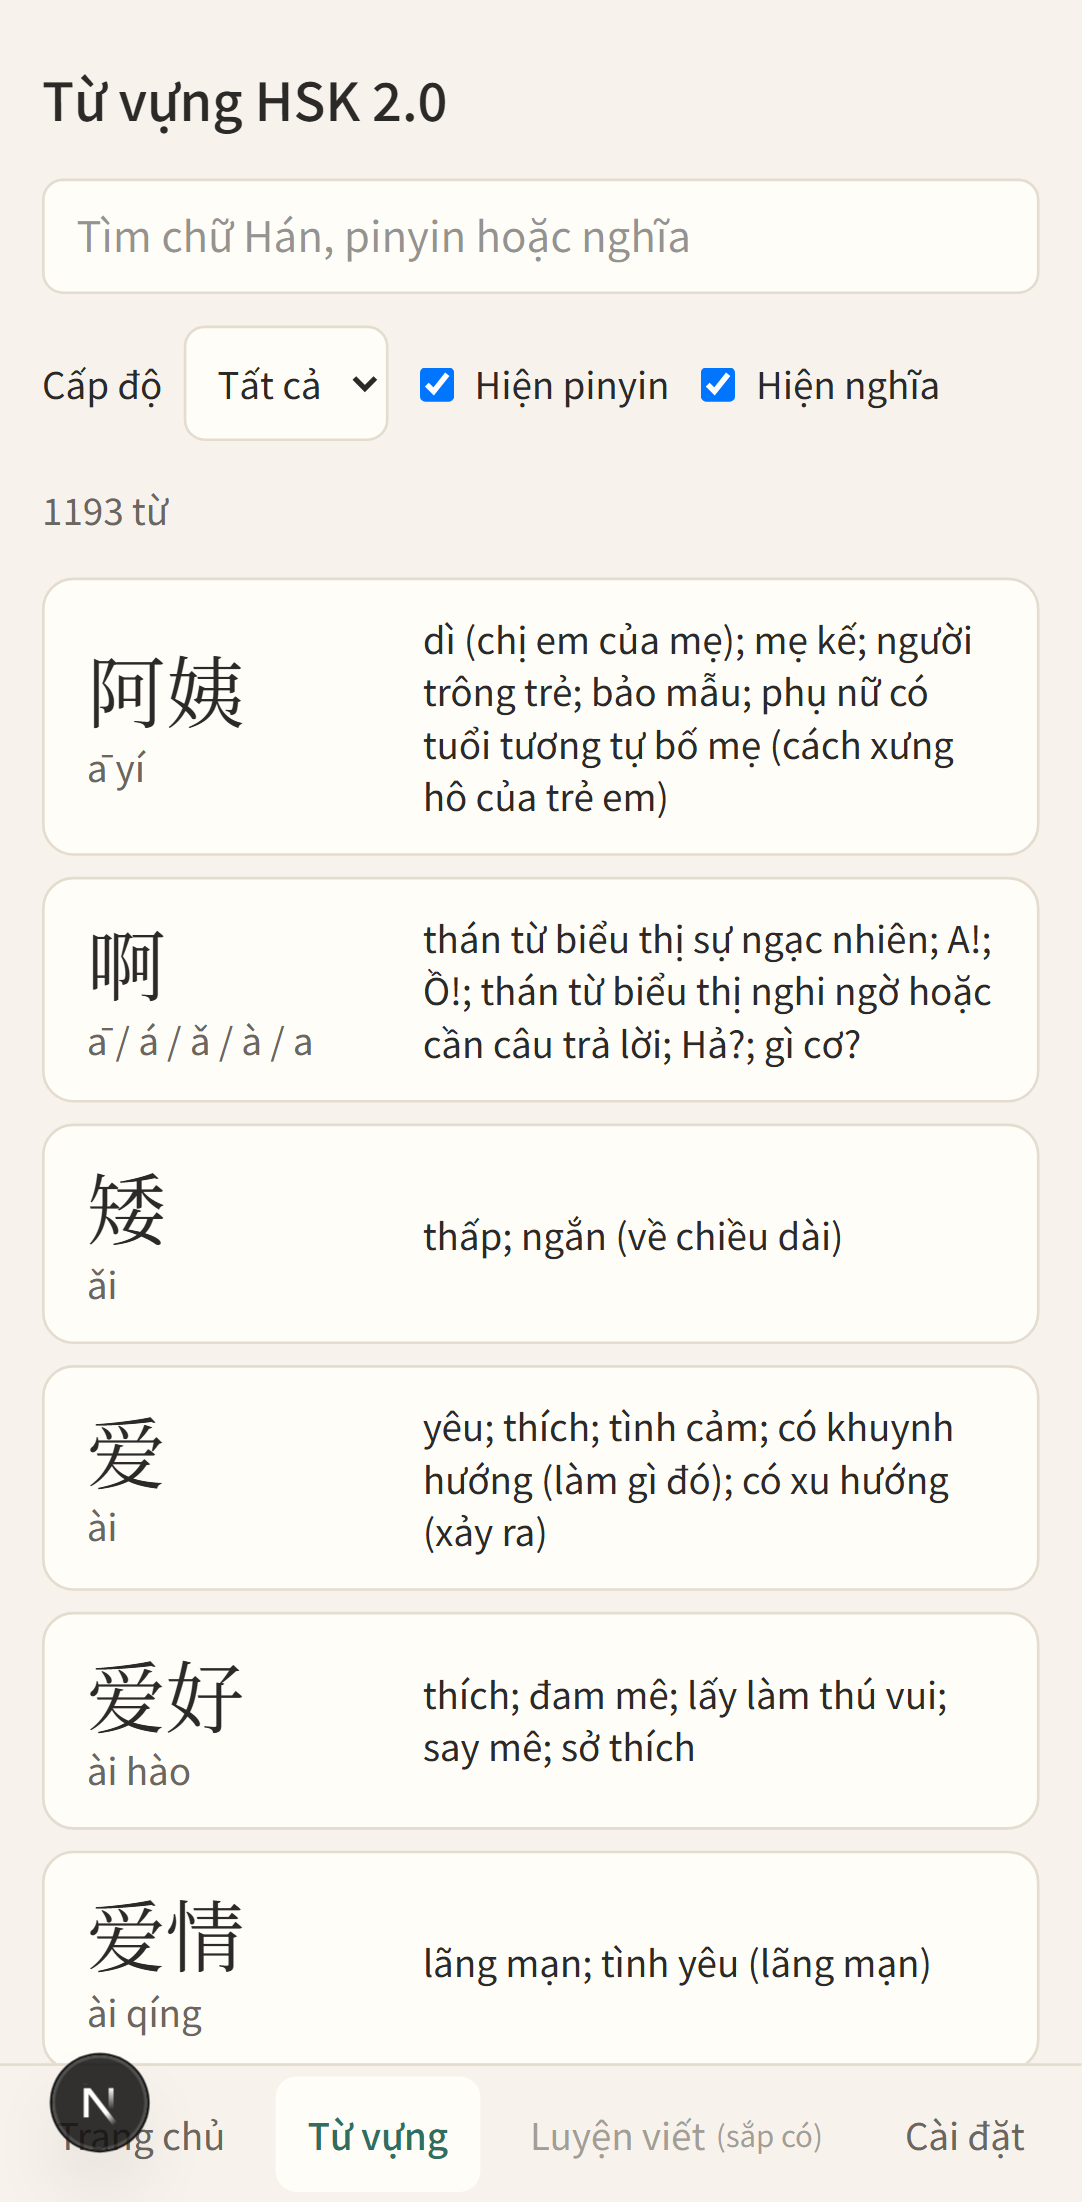 Từ vựng HSK 2.0
Tìm chữ Hán, pinyin hoặc nghĩa
Cấp độ Tất cả Hiện pinyin Hiện nghĩa
1193 từ
阿姨
ā yí
dì (chị em của mẹ); mẹ kế; người
trông trẻ; bảo mẫu; phụ nữ có
tuổi tương tự bố mẹ (cách xưng
hô của trẻ em)
啊
ā / á / ǎ / à / a
thán từ biểu thị sự ngạc nhiên; A!;
Ồ!; thán từ biểu thị nghi ngờ hoặc
cần câu trả lời; Hả?; gì cơ?
矮
ǎi
thấp; ngắn (về chiều dài)
爱
ài
yêu; thích; tình cảm; có khuynh
hướng (làm gì đó); có xu hướng
(xảy ra)
爱好
ài hào
thích; đam mê; lấy làm thú vui;
say mê; sở thích
爱情
ài qíng
lãng mạn; tình yêu (lãng mạn)
N
Trang chủ Từ vựng Luyện viết (sắp có) Cài đặt